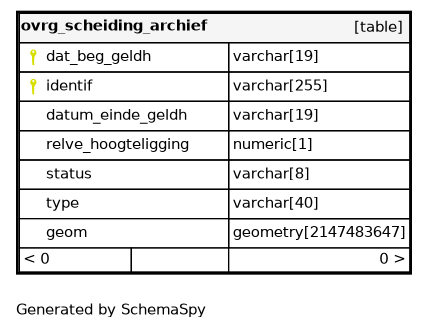 ovrg_scheiding_archief [table]
dat_beg_geldh varchar[19]
identif varchar[255]
datum_einde_geldh varchar[19]
relve_hoogteligging numeric[1]
status varchar[8]
type varchar[40]
geom geometry[2147483647]
< 0 0 >
Generated by SchemaSpy